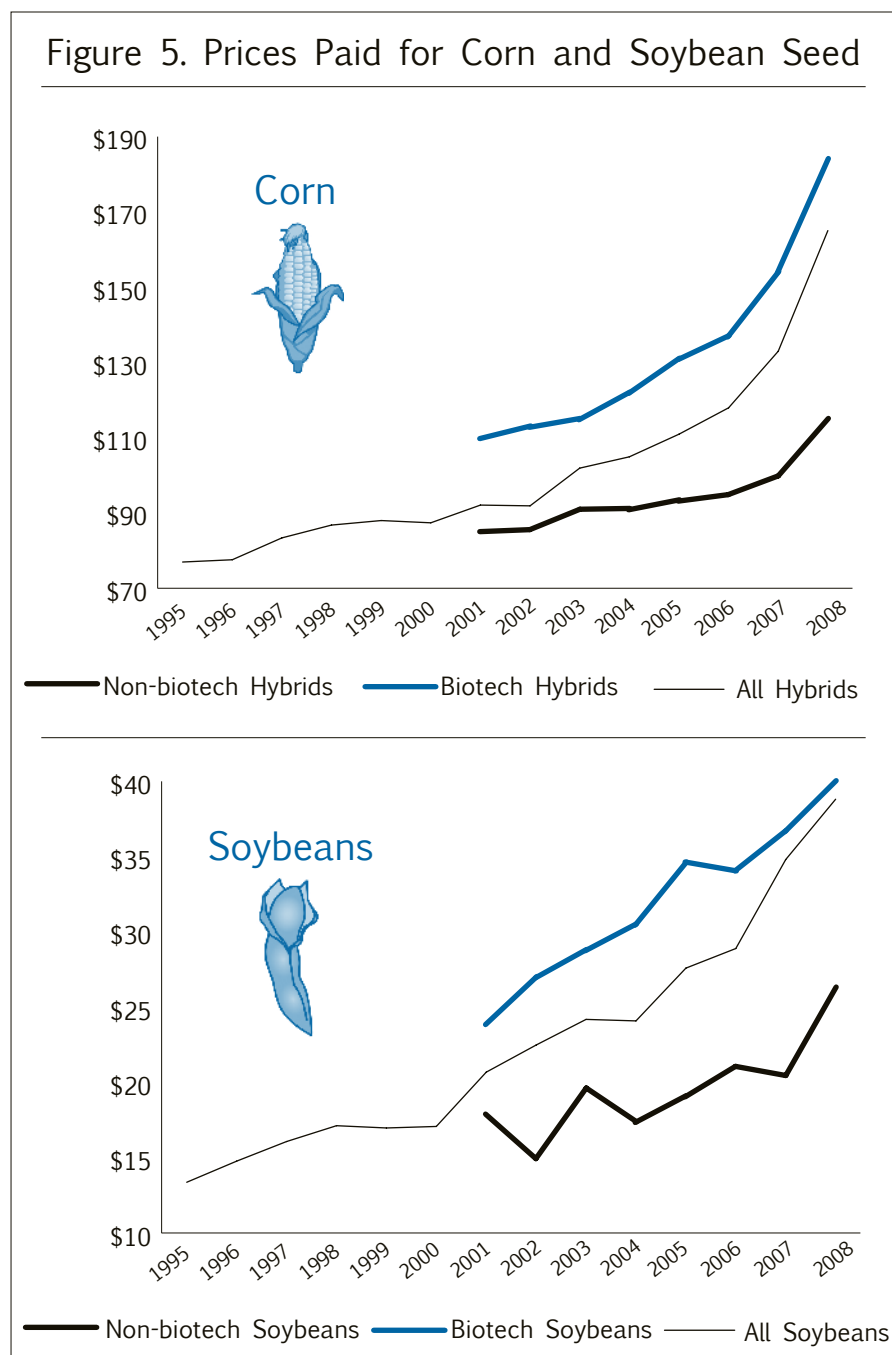 Figure 5. Prices Paid for Corn and Soybean Seed
$190
$170
$150
$130
$110
$90
$70
Corn
1995 1996 1997 1998 1999 2000 2001 2002 2003 2004 2005 2006 2007 2008
Non-biotech Hybrids Biotech Hybrids All Hybrids
$40
$35
$30
$25
$20
$15
$10
Soybeans
1995 1996 1997 1998 1999 2000 2001 2002 2003 2004 2005 2006 2007 2008
Non-biotech Soybeans Biotech Soybeans All Soybeans